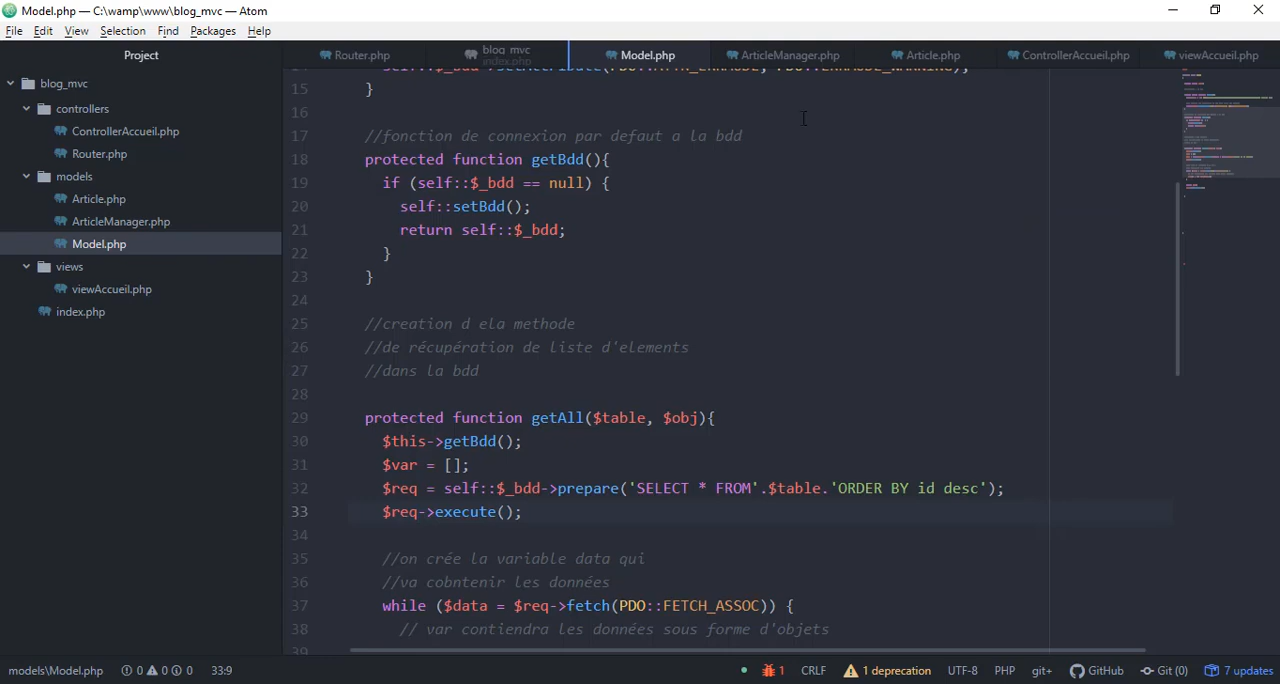 Model.php — C:\wamp\www\blog_mvc — Atom
File Edit View Selection Find Packages Help
Project
Router.php
blog mvc
index.php
Model.php
ArticleManager.php
Article.php
ControllerAccueil.php
viewAccueil.php
blog_mvc
controllers
ControllerAccueil.php
Router.php
models
Article.php
ArticleManager.php
Model.php
views
viewAccueil.php
index.php
15 }
16
17 //fonction de connexion par defaut a la bdd
18 protected function getBdd(){
19 if (self::$_bdd == null) {
20 self::setBdd();
21 return self::$_bdd;
22 }
23 }
24
25 //creation d ela methode
26 //de récupération de liste d'elements
27 //dans la bdd
28
29 protected function getAll($table, $obj){
30 $this->getBdd();
31 $var = [];
32 $req = self::$_bdd->prepare('SELECT * FROM'.$table.'ORDER BY id desc');
33 $req->execute();
34
35 //on crée la variable data qui
36 //va cobntenir les données
37 while ($data = $req->fetch(PDO::FETCH_ASSOC)) {
38 // var contiendra les données sous forme d'objets
39
models\Model.php 0 0 0 33:9 1 CRLF 1 deprecation UTF-8 PHP git+ GitHub Git (0) 7 updates